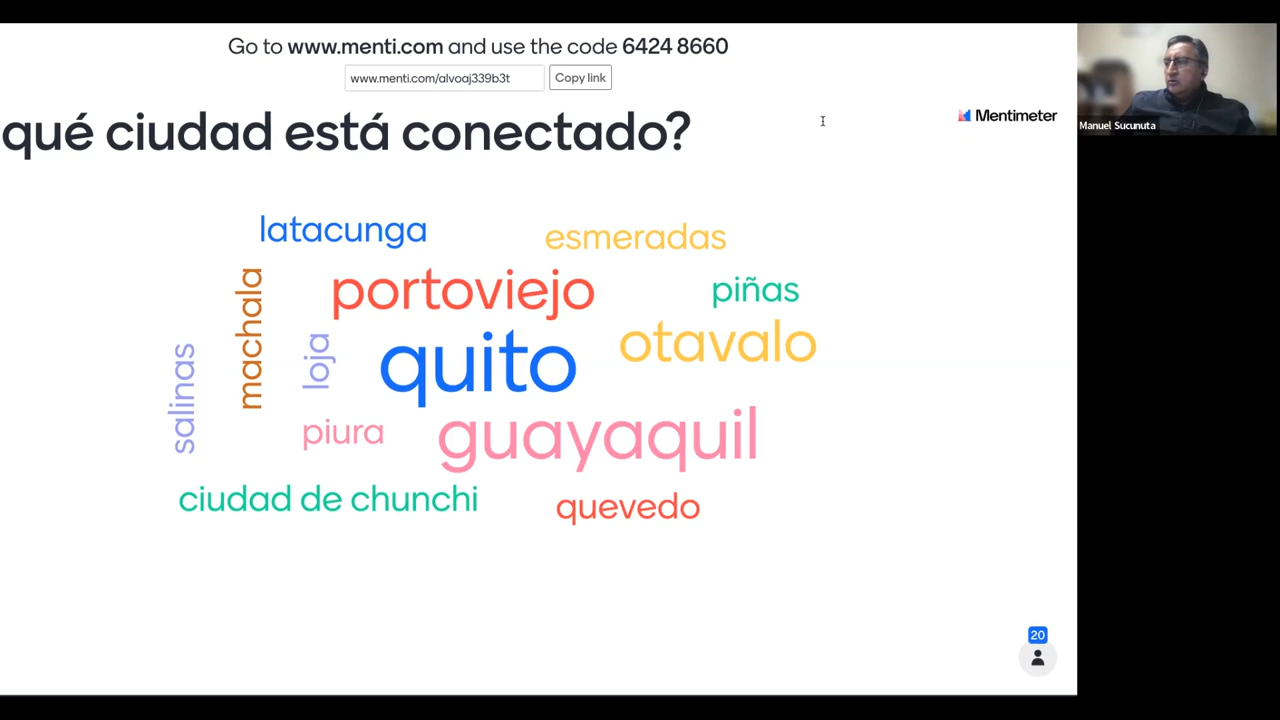 Go to www.menti.com and use the code 6424 8660
www.menti.com/alvoaj339b3t
Copy link
qué ciudad está conectado?
Mentimeter
Manuel Sucunuta
latacunga
esmeradas
machala
portoviejo
piñas
salinas
loja
quito
otavalo
piura
guayaquil
ciudad de chunchi
quevedo
20